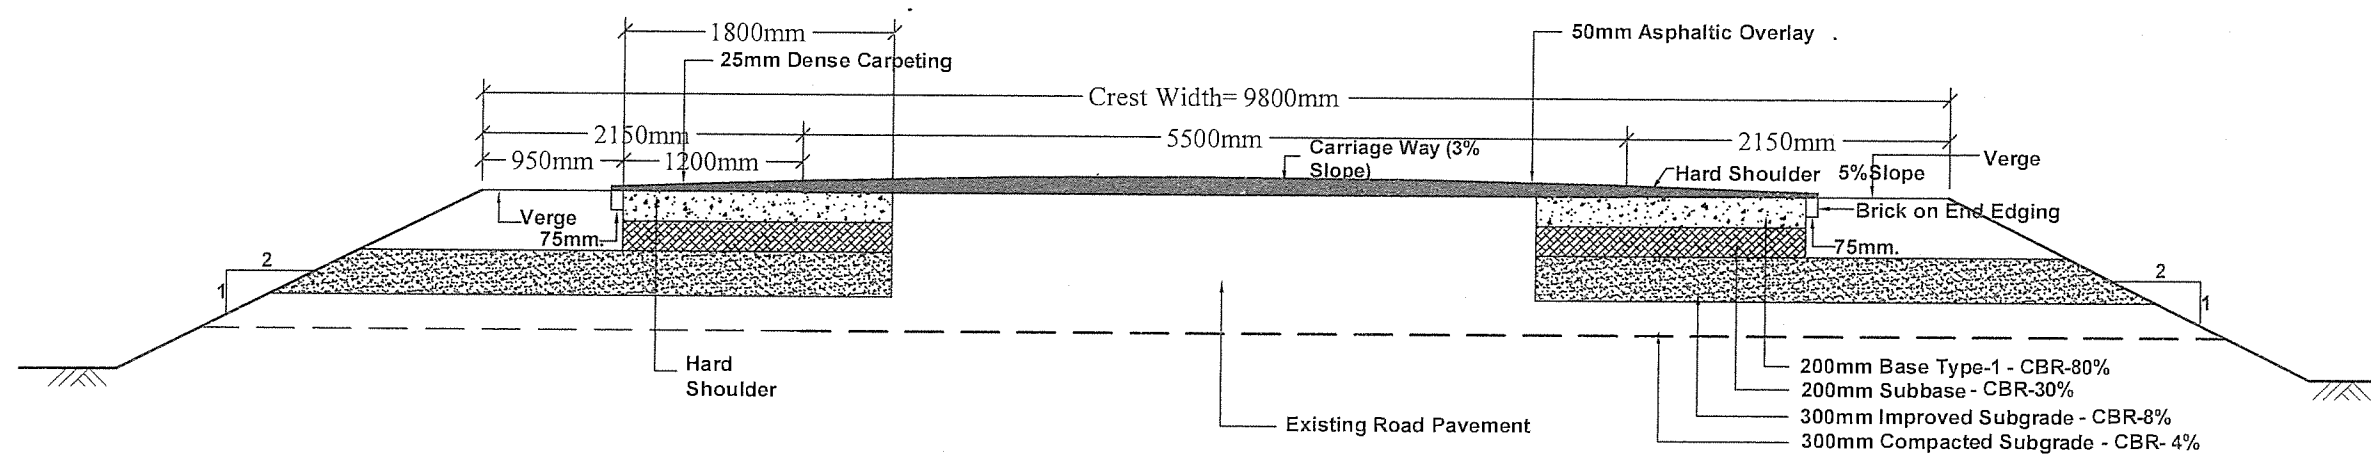 1800mm
25mm Dense Carpeting
50mm Asphaltic Overlay
Crest Width= 9800mm
2150mm
5500mm
2150mm
950mm
1200mm
Carriage Way (3%
Slope)
Verge
Hard Shoulder
5%Slope
Verge
75mm.
Brick on End Edging
75mm.
2
1
2
1
Hard
Shoulder
200mm Base Type-1 - CBR-80%
200mm Subbase - CBR-30%
300mm Improved Subgrade - CBR-8%
300mm Compacted Subgrade - CBR- 4%
Existing Road Pavement